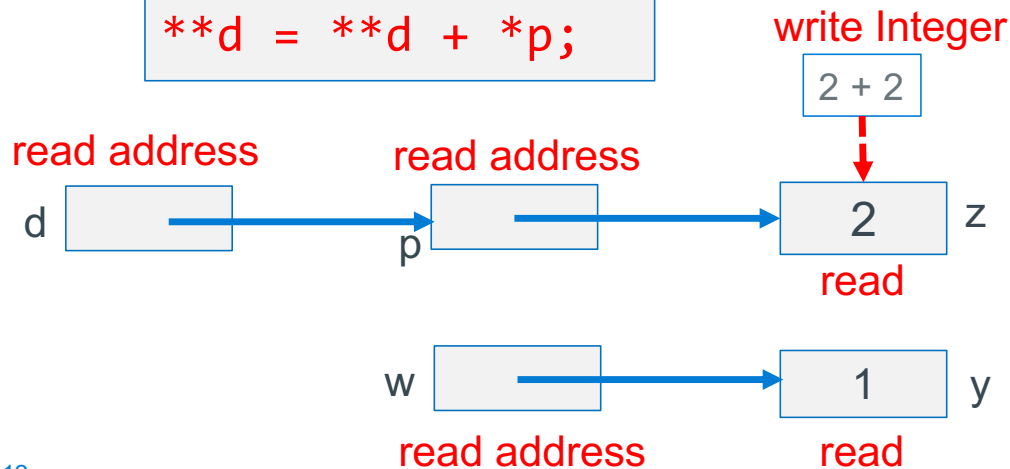 **d = **d + *p;
write Integer
2 + 2
read address
read address
d
p
2
z
read
w
1
y
read address
read